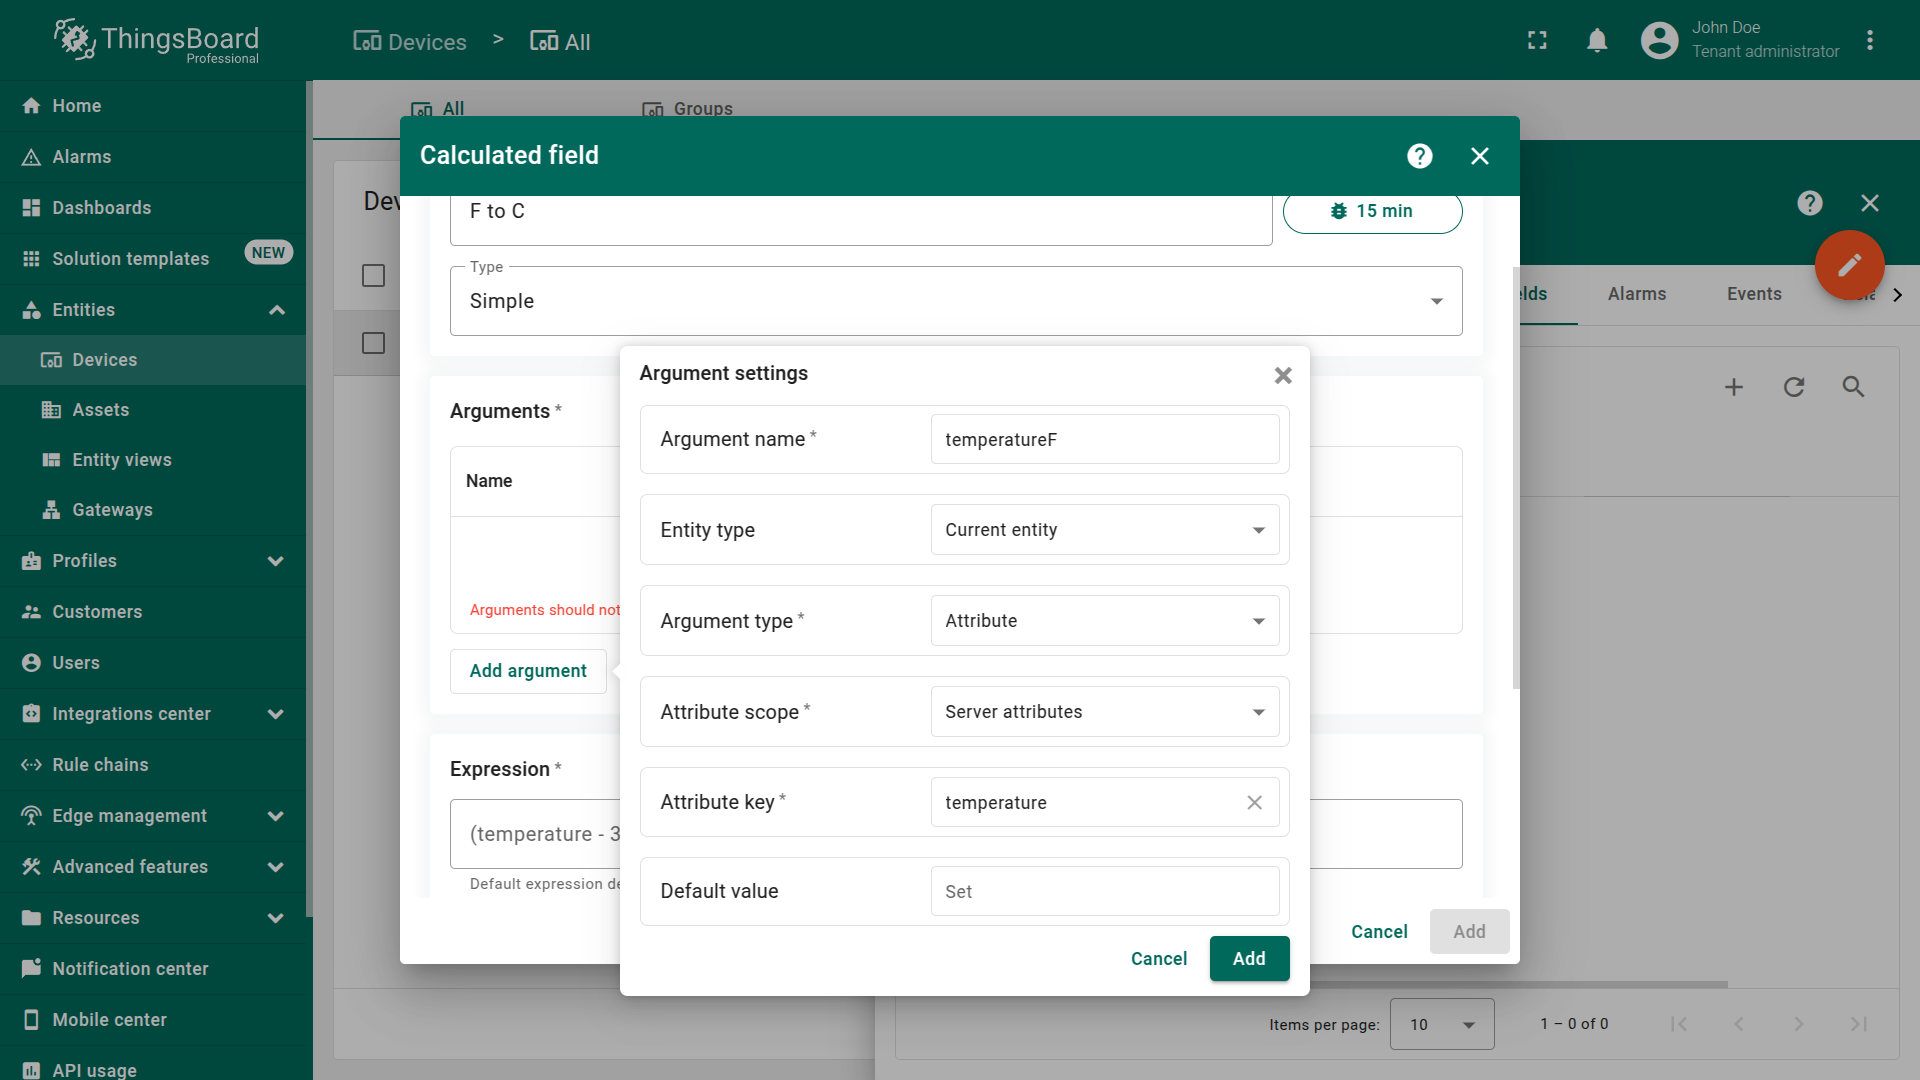 ThingsBoard
Professional
Devices > All
John Doe
Tenant administrator
Home
Alarms
Dashboards
Solution templates NEW
Entities
Devices
Assets
Entity views
Gateways
Profiles
Customers
Users
Integrations center
Rule chains
Edge management
Advanced features
Resources
Notification center
Mobile center
API usage
All Groups
Calculated field
F to C
15 min
Type
Simple
Arguments *
Name
Arguments should not
Add argument
Expression *
(temperature - 3
Default expression
Cancel Add
Argument settings
Argument name * temperatureF
Entity type Current entity
Argument type * Attribute
Attribute scope * Server attributes
Attribute key * temperature
Default value Set
Cancel Add
Alarms Events
Items per page: 10 1 – 0 of 0